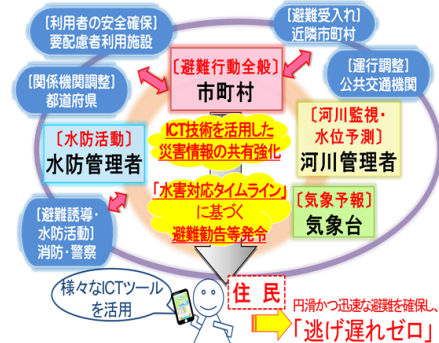 〔利用者の安全確保〕
要配慮者利用施設
〔避難受入れ〕
近隣市町村
〔関係機関調整〕
都道府県
〔避難行動全般〕
市町村
〔運行調整〕
公共交通機関
〔水防活動〕
水防管理者
ICT技術を活用した
災害情報の共有強化
〔河川監視・
水位予測〕
河川管理者
「水害対応タイムライン」
に基づく
避難勧告等発令
〔気象予報〕
気象台
〔避難誘導・
水防活動〕
消防・警察
様々なICTツール
を活用
住民
円滑かつ迅速な避難を確保し、
「逃げ遅れゼロ」